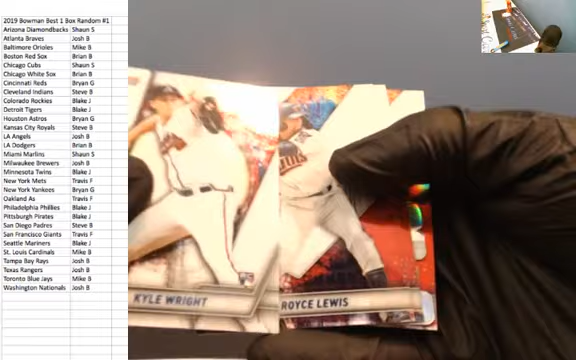 2019 Bowman Best 1 Box Random #1
Arizona Diamondbacks Shaun S
Atlanta Braves Josh B
Baltimore Orioles Mike B
Boston Red Sox Brian B
Chicago Cubs Shaun S
Chicago White Sox Brian B
Cincinnati Reds Bryan G
Cleveland Indians Steve B
Colorado Rockies Blake J
Detroit Tigers Blake J
Houston Astros Bryan G
Kansas City Royals Steve B
LA Angels Josh B
LA Dodgers Brian B
Miami Marlins Shaun S
Milwaukee Brewers Josh B
Minnesota Twins Blake J
New York Mets Travis F
New York Yankees Bryan G
Oakland As Travis F
Philadelphia Phillies Blake J
Pittsburgh Pirates Blake J
San Diego Padres Steve B
San Francisco Giants Travis F
Seattle Mariners Blake J
St. Louis Cardinals Mike B
Tampa Bay Rays Josh B
Texas Rangers Josh B
Toronto Blue Jays Mike B
Washington Nationals Josh B
KYLE WRIGHT
ROYCE LEWIS